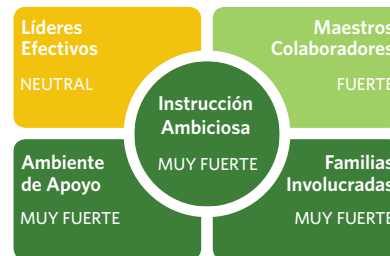 Líderes
Efectivos
NEUTRAL
Maestros
Colaboradores
FUERTE
Instrucción
Ambiciosa
MUY FUERTE
Ambiente
de Apoyo
MUY FUERTE
Familias
Involucradas
MUY FUERTE